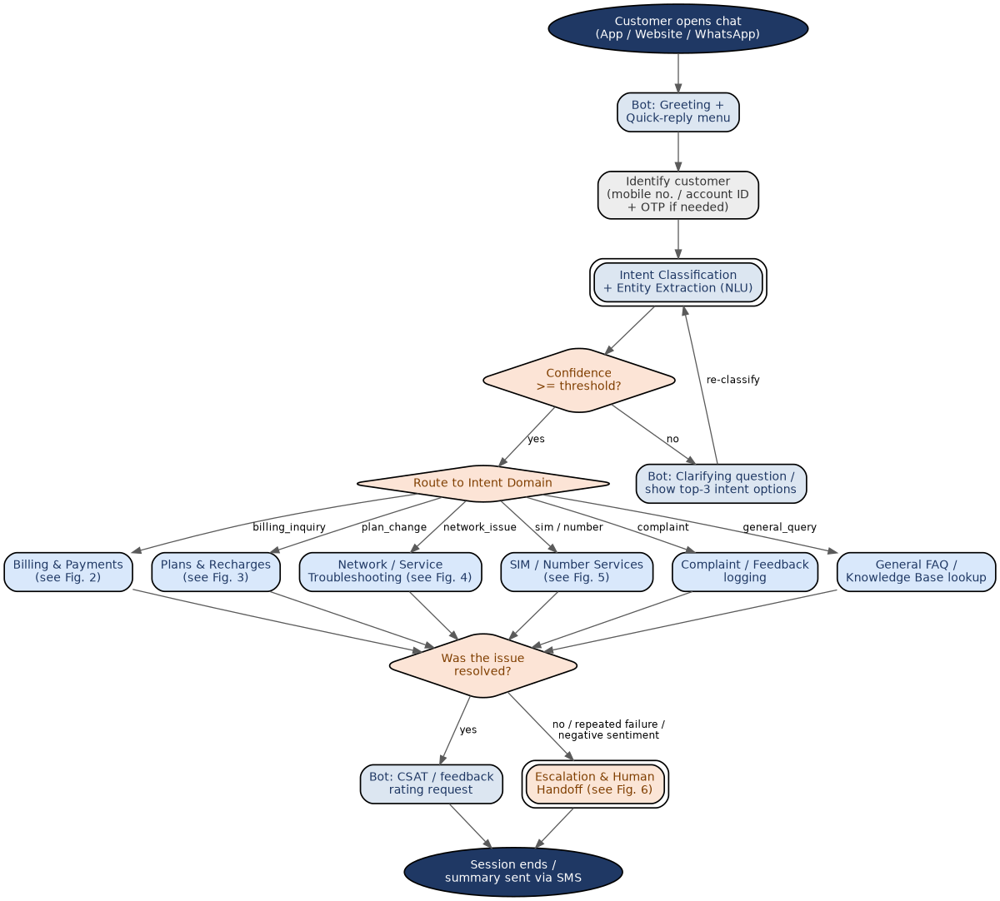 Customer opens chat
(App / Website / WhatsApp)
Bot: Greeting +
Quick-reply menu
Identify customer
(mobile no. / account ID
+ OTP if needed)
Intent Classification
+ Entity Extraction (NLU)
Confidence
>= threshold?
re-classify
yes
no
Bot: Clarifying question /
show top-3 intent options
Route to Intent Domain
billing_inquiry
plan_change
network_issue
sim / number
complaint
general_query
Billing & Payments
(see Fig. 2)
Plans & Recharges
(see Fig. 3)
Network / Service
Troubleshooting (see Fig. 4)
SIM / Number Services
(see Fig. 5)
Complaint / Feedback
logging
General FAQ /
Knowledge Base lookup
Was the issue
resolved?
yes
no / repeated failure /
negative sentiment
Bot: CSAT / feedback
rating request
Escalation & Human
Handoff (see Fig. 6)
Session ends /
summary sent via SMS